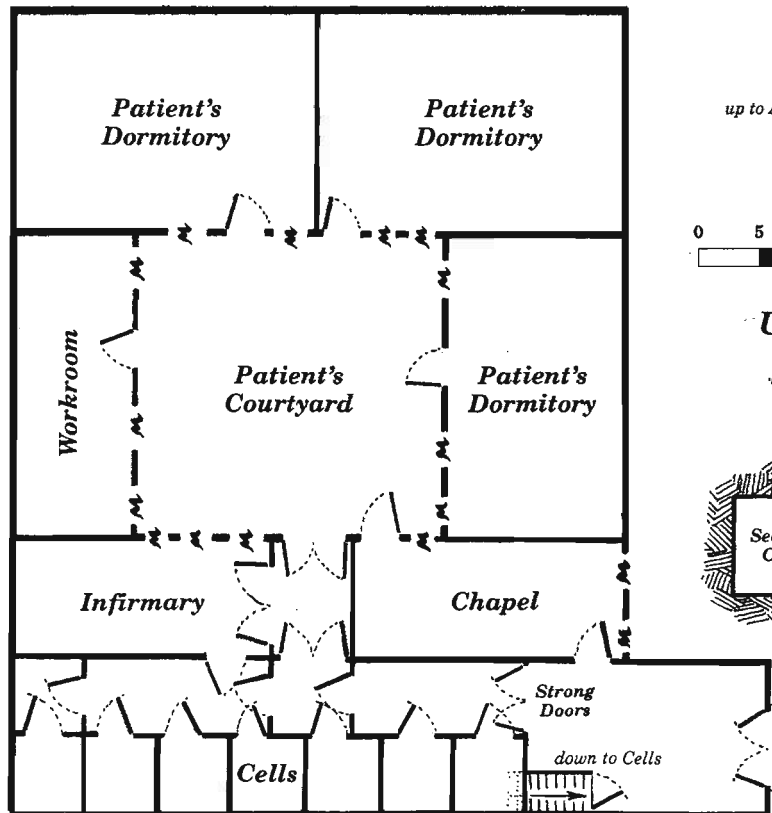 Patient's
Dormitory
Patient's
Dormitory
up to
0 5
Workroom
Patient's
Courtyard
Patient's
Dormitory
Infirmary
Chapel
Strong
Doors
Cells
down to Cells